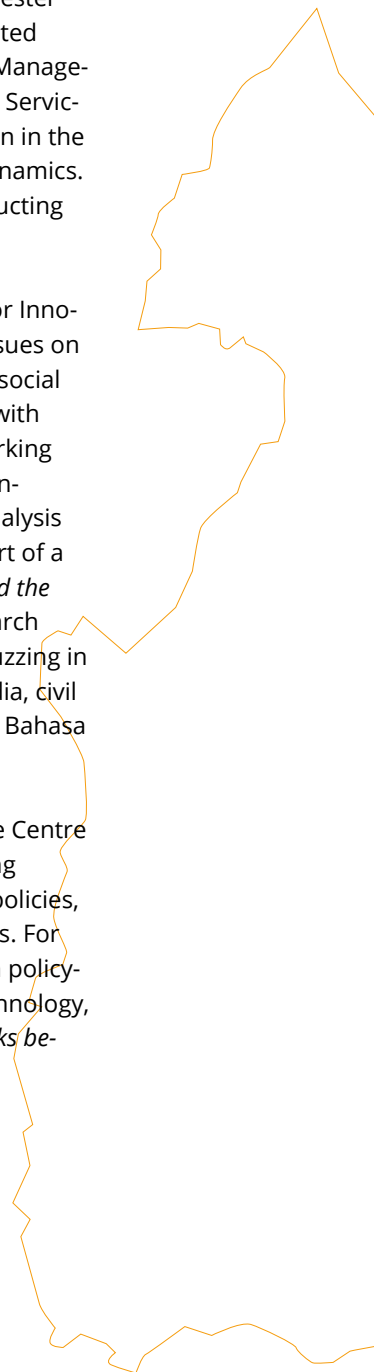 ester
ted
Manage-
Servic-
n in the
namics.
ucting
or Inno-
sues on
social
with
rking
n-
alysis
rt of a
d the
arch
uzzing in
dia, civil
Bahasa
e Centre
ng
policies,
s. For
policy-
hnology,
ks be-